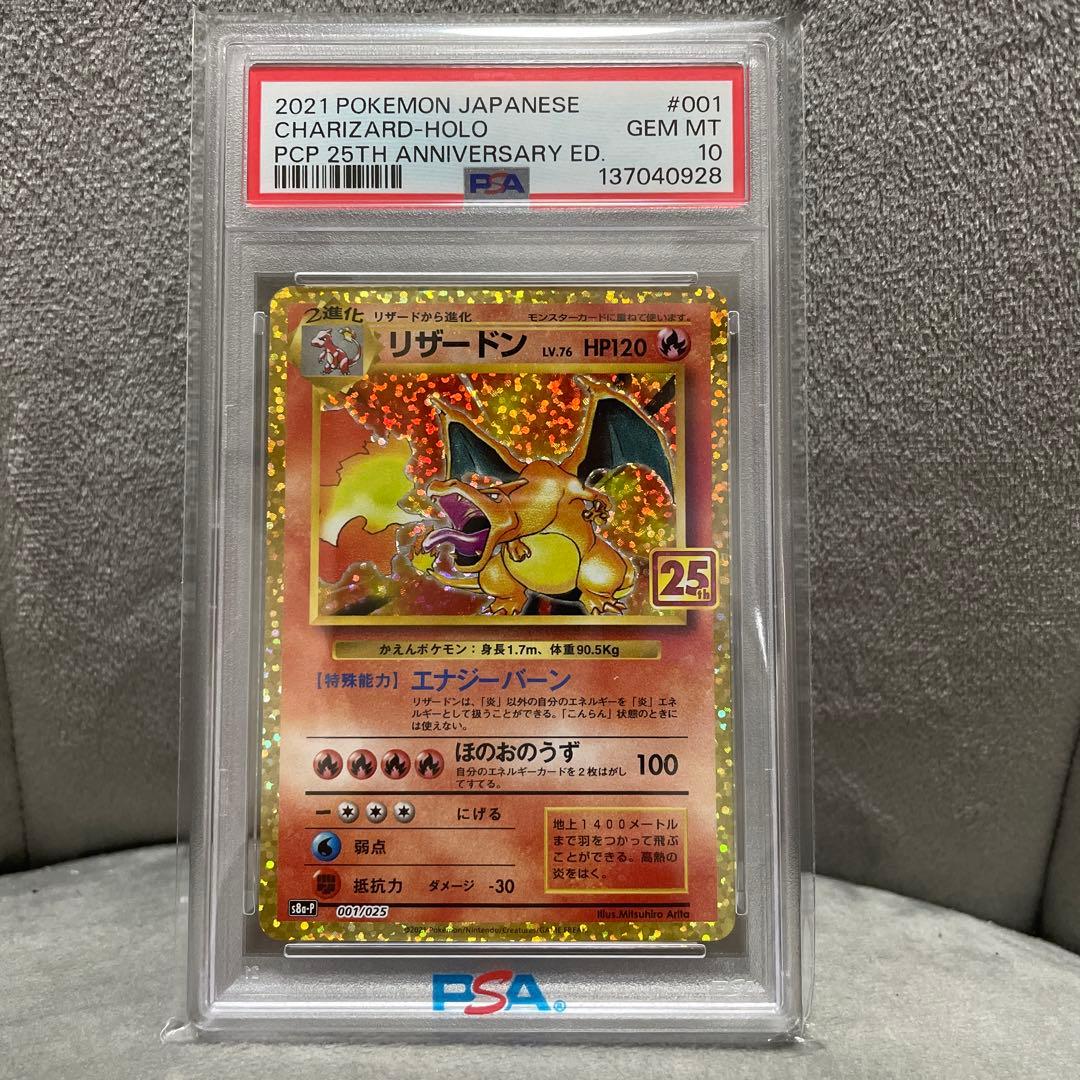 2021 POKEMON JAPANESE #001
CHARIZARD-HOLO GEM MT
PCP 25TH ANNIVERSARY ED. 10
PSA 137040928
2進化 リザードから進化 モンスターカードに重ねて使います。
リザードン LV.76 HP120
25th
かえんポケモン：身長1.7m、体重90.5Kg
【特殊能力】 エナジーバーン
リザードンは、「炎」以外の自分のエネルギーを「炎」エネ
ルギーとして扱うことができる。「こんらん」状態のときに
は使えない。
ほのおのうず 100
自分のエネルギーカードを2枚はがし
てすてる。
ー にげる
弱点
抵抗力 ダメージ -30
地上1400メートル
まで羽をつかって飛ぶ
ことができる。高熱の
炎をはく。
s8a-P 001/025 Illus.Mitsuhiro Arita
©2021 Pokémon/Nintendo/Creatures/GAME FREAK
PSA®